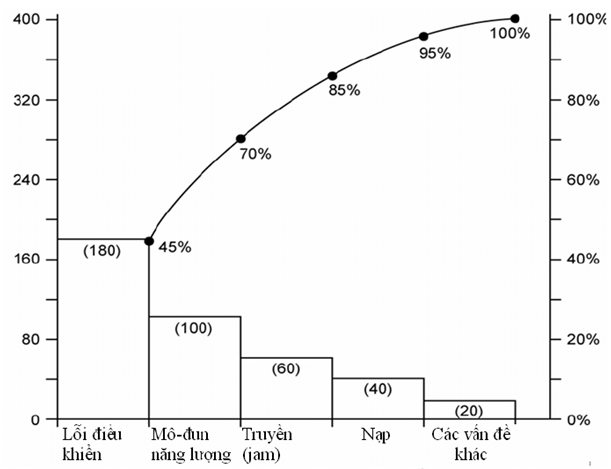 400
320
240
160
80
0
100%
80%
60%
40%
20%
0%
100%
95%
85%
70%
45%
(180)
(100)
(60)
(40)
(20)
Lỗi điều
khiển
Mô-đun
năng lượng
Truyền
(jam)
Nạp
Các vấn đề
khác